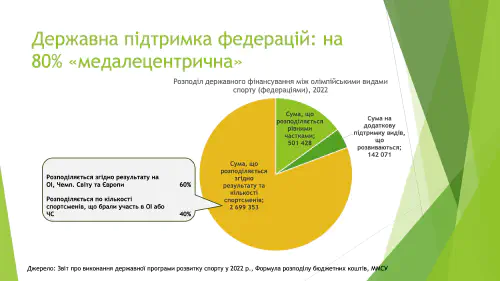 Державна підтримка федерацій: на
80% «медалецентрична»
Розподіл державного фінансування між олімпійськими видами
спорту (федераціями), 2022
Сума, що
розподіляється
рівними
частками;
501 428
Сума на
додаткову
підтримку видів,
що
розвиваються;
142 071
Сума, що
розподіляється
згідно
результату та
кількості
спортсменів;
2 699 353
Розподіляється згідно результату на
ОІ, Чемп. Світу та Європи 60%
Розподіляється по кількості
спортсменів, що брали участь в ОІ або
ЧС 40%
Джерело: Звіт про виконання державної програми розвитку спорту у 2022 р., Формула розподілу бюджетних коштів, ММСУ